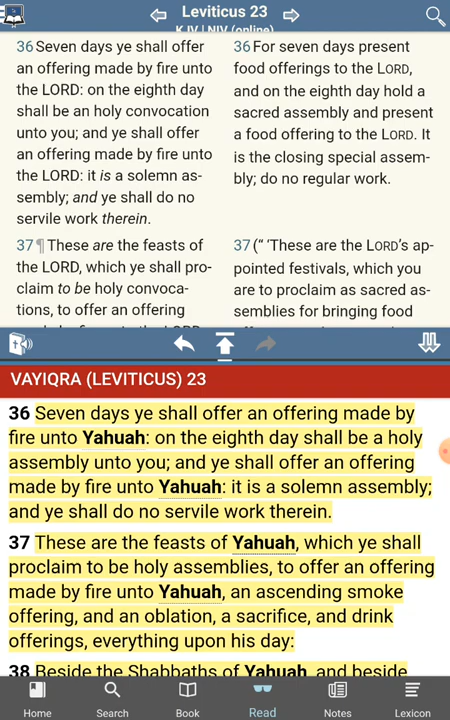 Leviticus 23
KJV | NIV (online)
36 Seven days ye shall offer
an offering made by fire unto
the LORD: on the eighth day
shall be an holy convocation
unto you; and ye shall offer
an offering made by fire unto
the LORD: it is a solemn as-
sembly; and ye shall do no
servile work therein.
37 ¶ These are the feasts of
the LORD, which ye shall pro-
claim to be holy convoca-
tions, to offer an offering
36 For seven days present
food offerings to the LORD,
and on the eighth day hold a
sacred assembly and present
a food offering to the LORD. It
is the closing special assem-
bly; do no regular work.
37 (“ ‘These are the LORD’s ap-
pointed festivals, which you
are to proclaim as sacred as-
semblies for bringing food
VAYIQRA (LEVITICUS) 23
36 Seven days ye shall offer an offering made by
fire unto Yahuah: on the eighth day shall be a holy
assembly unto you; and ye shall offer an offering
made by fire unto Yahuah: it is a solemn assembly;
and ye shall do no servile work therein.
37 These are the feasts of Yahuah, which ye shall
proclaim to be holy assemblies, to offer an offering
made by fire unto Yahuah, an ascending smoke
offering, and an oblation, a sacrifice, and drink
offerings, everything upon his day:
38 Beside the Shabbaths of Yahuah, and beside
Home Search Book Read Notes Lexicon